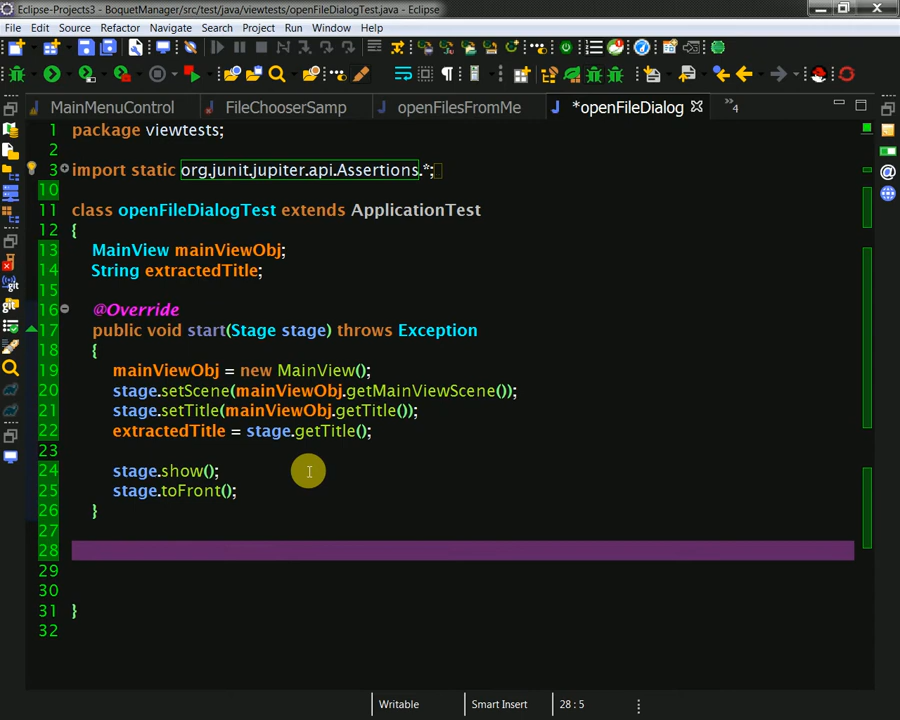 Eclipse-Projects3 - BoquetManager/src/test/java/viewtests/openFileDialogTest.java - Eclipse
File Edit Source Refactor Navigate Search Project Run Window Help
MainMenuControl FileChooserSamp openFilesFromMe *openFileDialog »4
1 package viewtests;
2
3 import static org.junit.jupiter.api.Assertions.*;
10
11 class openFileDialogTest extends ApplicationTest
12 {
13 MainView mainViewObj;
14 String extractedTitle;
15
16 @Override
17 public void start(Stage stage) throws Exception
18 {
19 mainViewObj = new MainView();
20 stage.setScene(mainViewObj.getMainViewScene());
21 stage.setTitle(mainViewObj.getTitle());
22 extractedTitle = stage.getTitle();
23
24 stage.show();
25 stage.toFront();
26 }
27
28
29
30
31 }
32
Writable Smart Insert 28 : 5